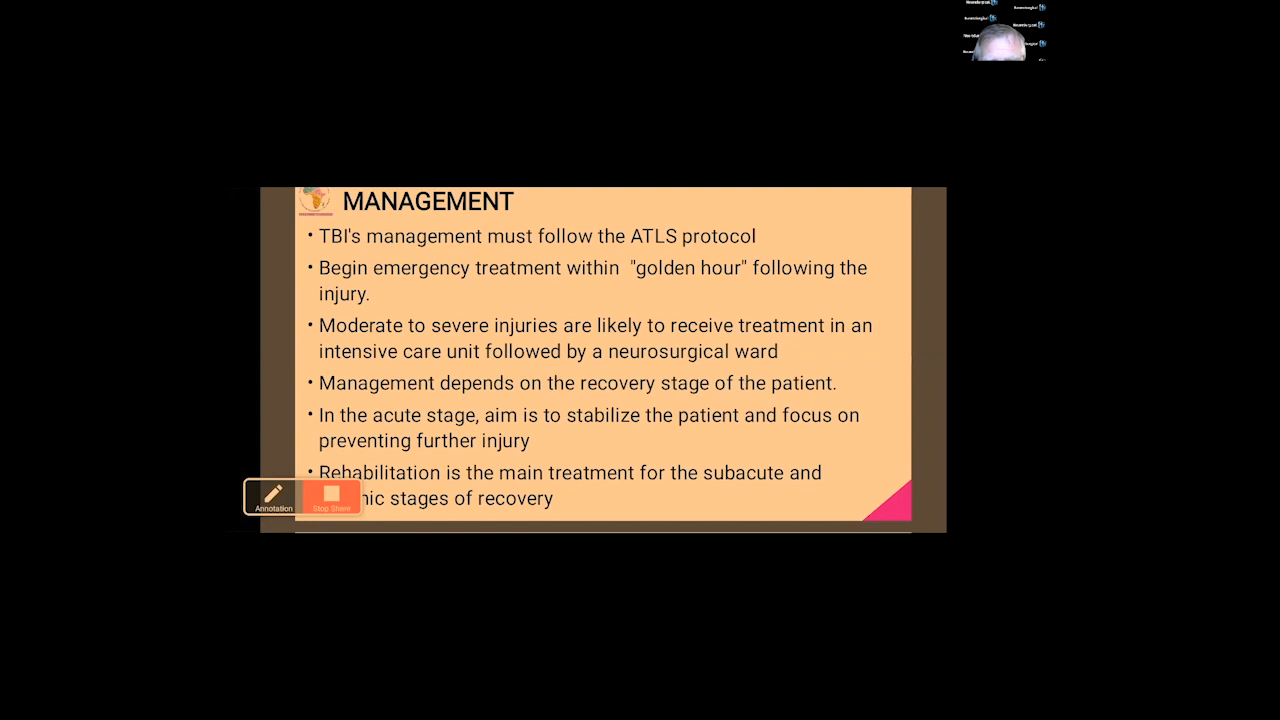 MANAGEMENT
• TBI's management must follow the ATLS protocol
• Begin emergency treatment within "golden hour" following the
injury.
• Moderate to severe injuries are likely to receive treatment in an
intensive care unit followed by a neurosurgical ward
• Management depends on the recovery stage of the patient.
• In the acute stage, aim is to stabilize the patient and focus on
preventing further injury
• Rehabilitation is the main treatment for the subacute and
stages of recovery
Annotation
Stop Share